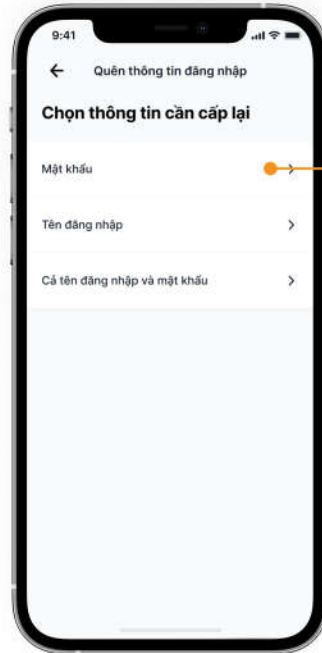 9:41
Quên thông tin đăng nhập
Chọn thông tin cần cấp lại
Mật khẩu
Tên đăng nhập
Cả tên đăng nhập và mật khẩu